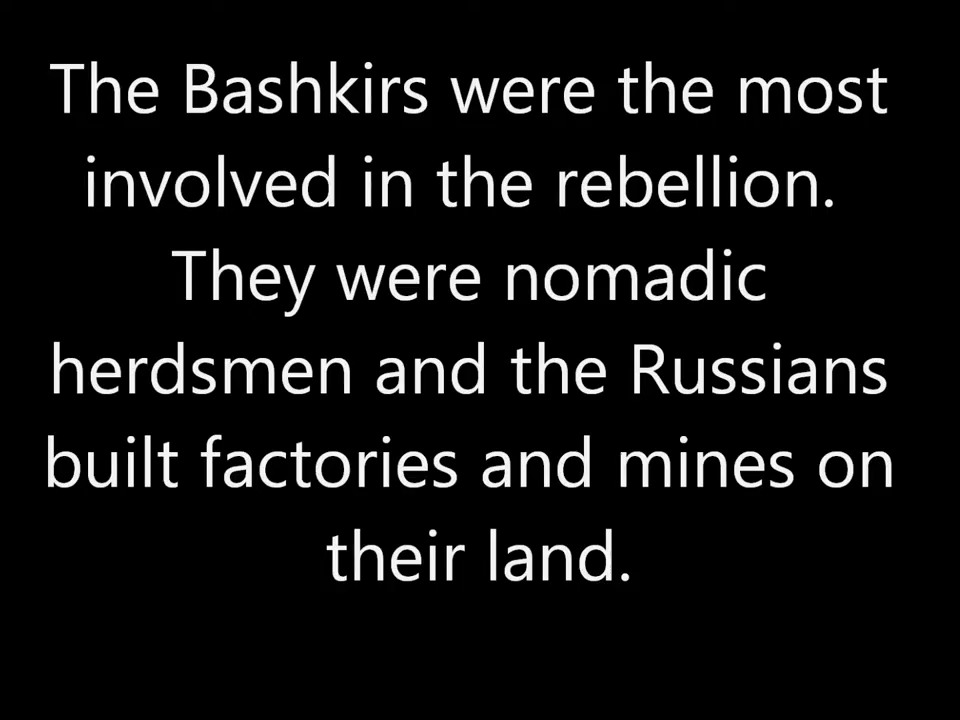 The Bashkirs were the most
involved in the rebellion.
They were nomadic
herdsmen and the Russians
built factories and mines on
their land.